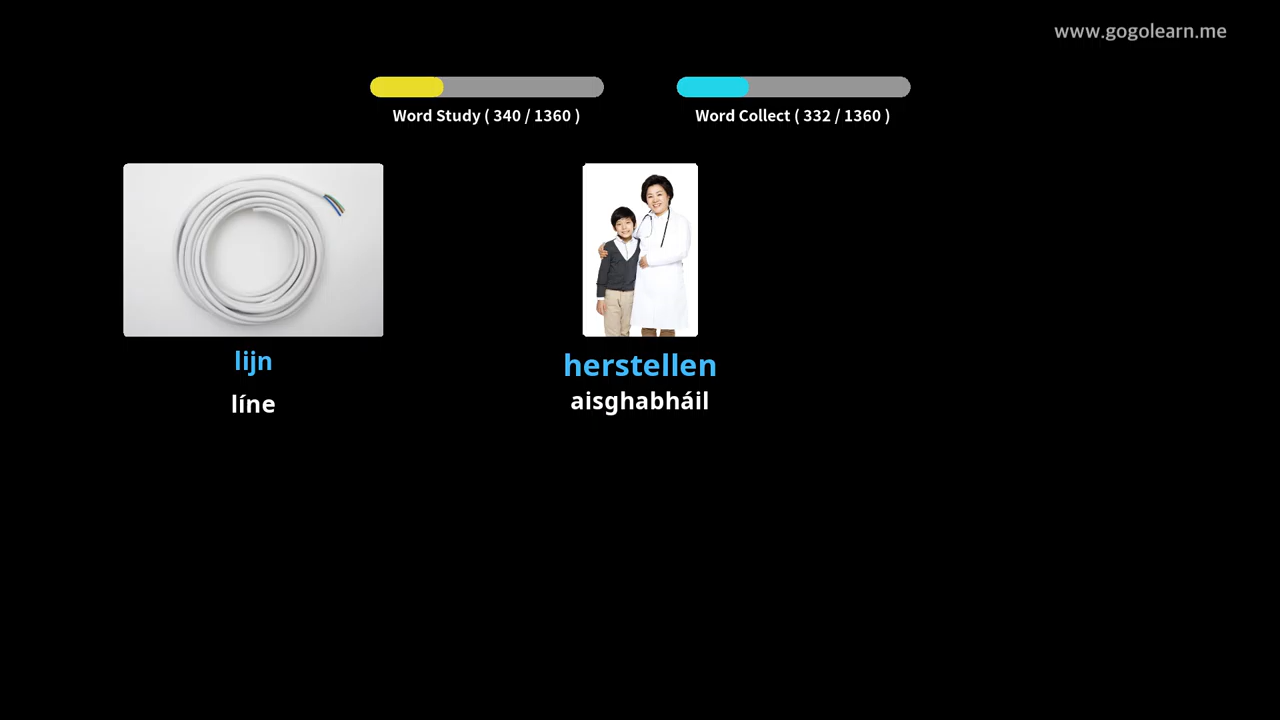 www.gogolearn.me
Word Study ( 340 / 1360 )
Word Collect ( 332 / 1360 )
lijn
líne
herstellen
aisghabháil